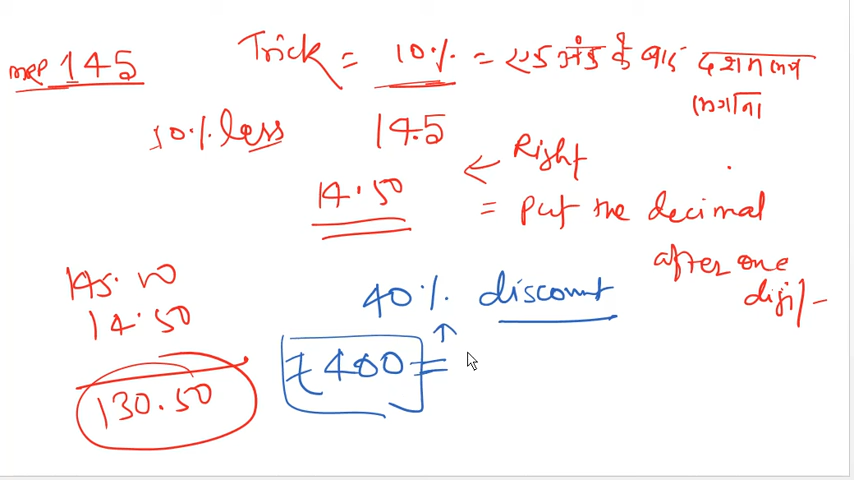 MRP 145 Trick = 10% = एक अंक के बाद दशमलव लगाना
10% less 14.5
14.50 ← Right
= Put the decimal after one digit
145.00
14.50
130.50
40% discount
↑
₹400 =